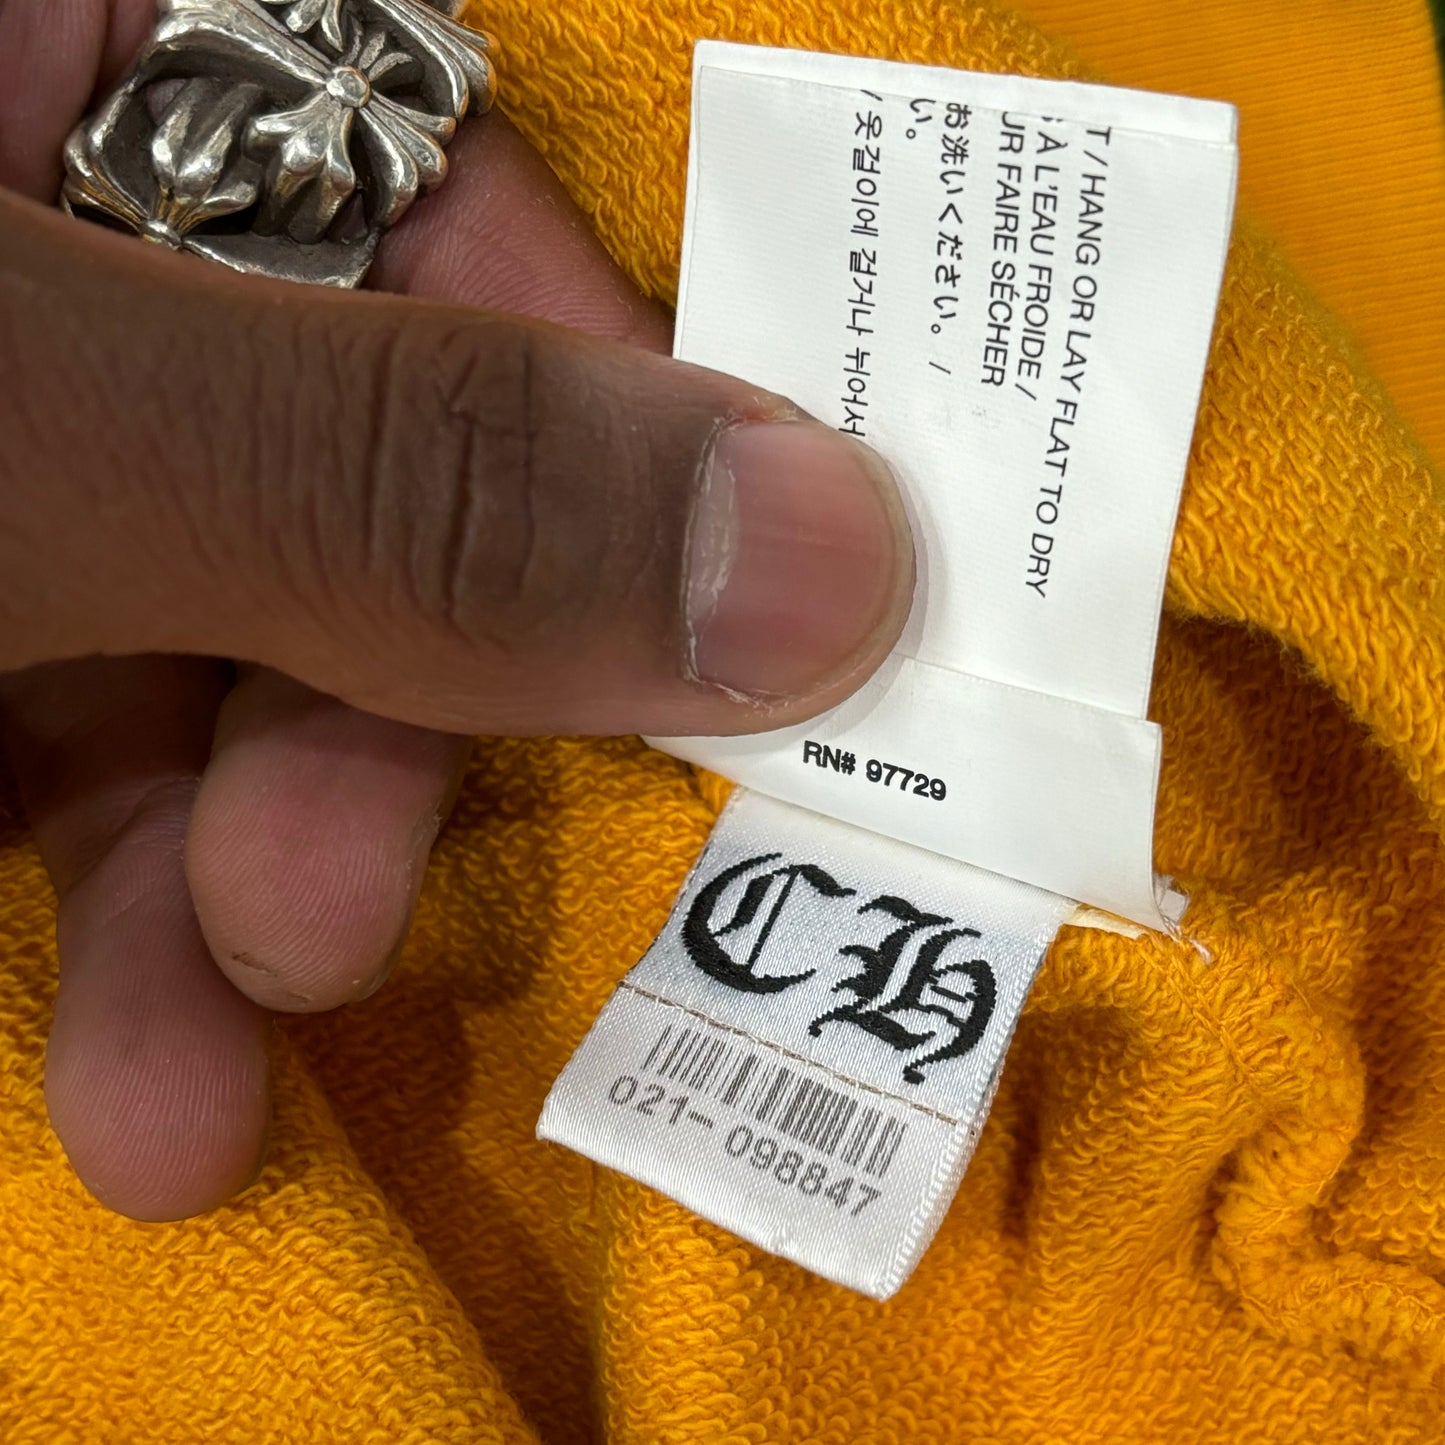 T / HANG OR LAY FLAT TO DRY
À L'EAU FROIDE /
UR FAIRE SÉCHER
お洗いください。 /
い。
/ 옷걸이에 걸거나 뉘어서
RN# 97729
CH
021-098847